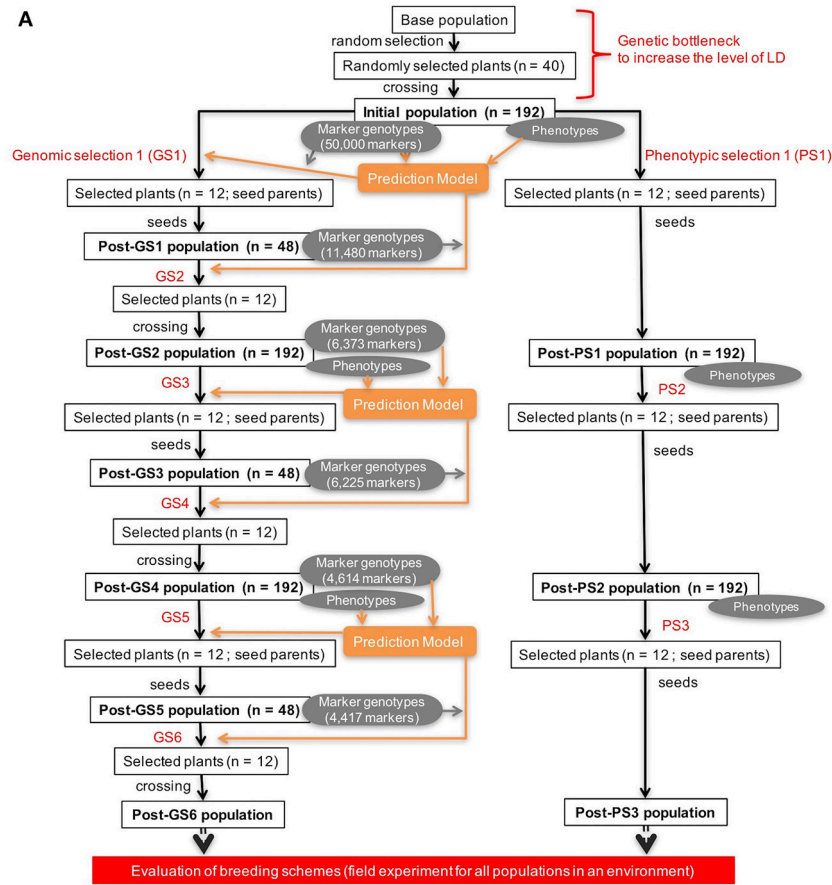 A
Base population
random selection
Genetic bottleneck
to increase the level of LD
Randomly selected plants (n = 40)
crossing
Initial population (n = 192)
Marker genotypes
(50,000 markers)
Phenotypes
Genomic selection 1 (GS1)
Phenotypic selection 1 (PS1)
Prediction Model
Selected plants (n = 12; seed parents)
Selected plants (n = 12 ; seed parents)
seeds
seeds
Post-GS1 population (n = 48)
Marker genotypes
(11,480 markers)
GS2
Selected plants (n = 12)
crossing
Marker genotypes
(6,373 markers)
Post-GS2 population (n = 192)
Post-PS1 population (n = 192)
Phenotypes
Phenotypes
GS3
PS2
Prediction Model
Selected plants (n = 12 ; seed parents)
Selected plants (n = 12 ; seed parents)
seeds
seeds
Post-GS3 population (n = 48)
Marker genotypes
(6,225 markers)
GS4
Selected plants (n = 12)
crossing
Marker genotypes
(4,614 markers)
Post-GS4 population (n = 192)
Post-PS2 population (n = 192)
Phenotypes
Phenotypes
GS5
PS3
Prediction Model
Selected plants (n = 12 ; seed parents)
Selected plants (n = 12 ; seed parents)
seeds
seeds
Post-GS5 population (n = 48)
Marker genotypes
(4,417 markers)
GS6
Selected plants (n = 12)
crossing
Post-GS6 population
Post-PS3 population
Evaluation of breeding schemes (field experiment for all populations in an environment)